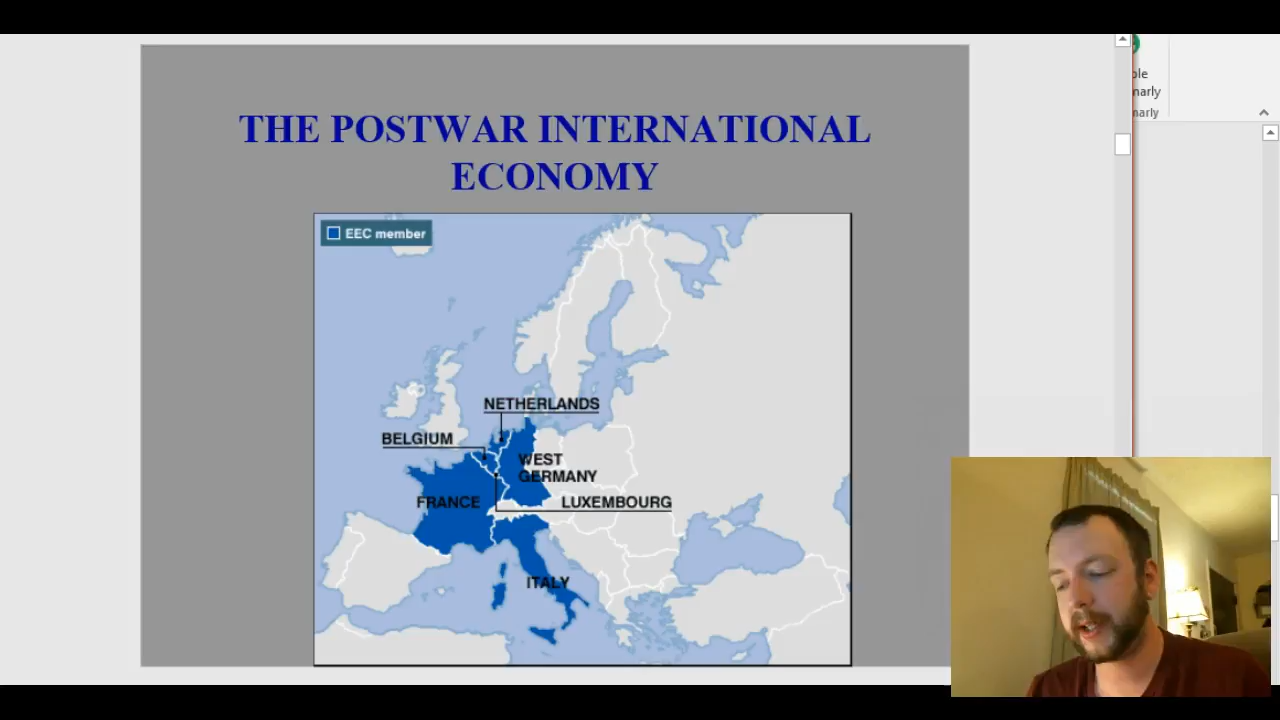 THE POSTWAR INTERNATIONAL
ECONOMY
EEC member
NETHERLANDS
BELGIUM
WEST
GERMANY
FRANCE
LUXEMBOURG
ITALY